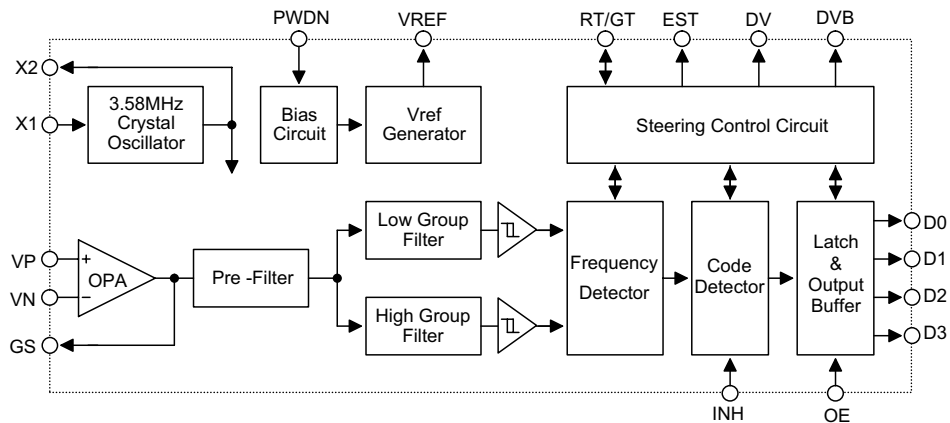 PWDN
VREF
RT/GT
EST
DV
DVB
X2
X1
3.58MHz
Crystal
Oscillator
Bias
Circuit
Vref
Generator
Steering Control Circuit
VP
VN
GS
+
−
OPA
Pre -Filter
Low Group
Filter
High Group
Filter
Frequency
Detector
Code
Detector
Latch
&
Output
Buffer
D0
D1
D2
D3
INH
OE